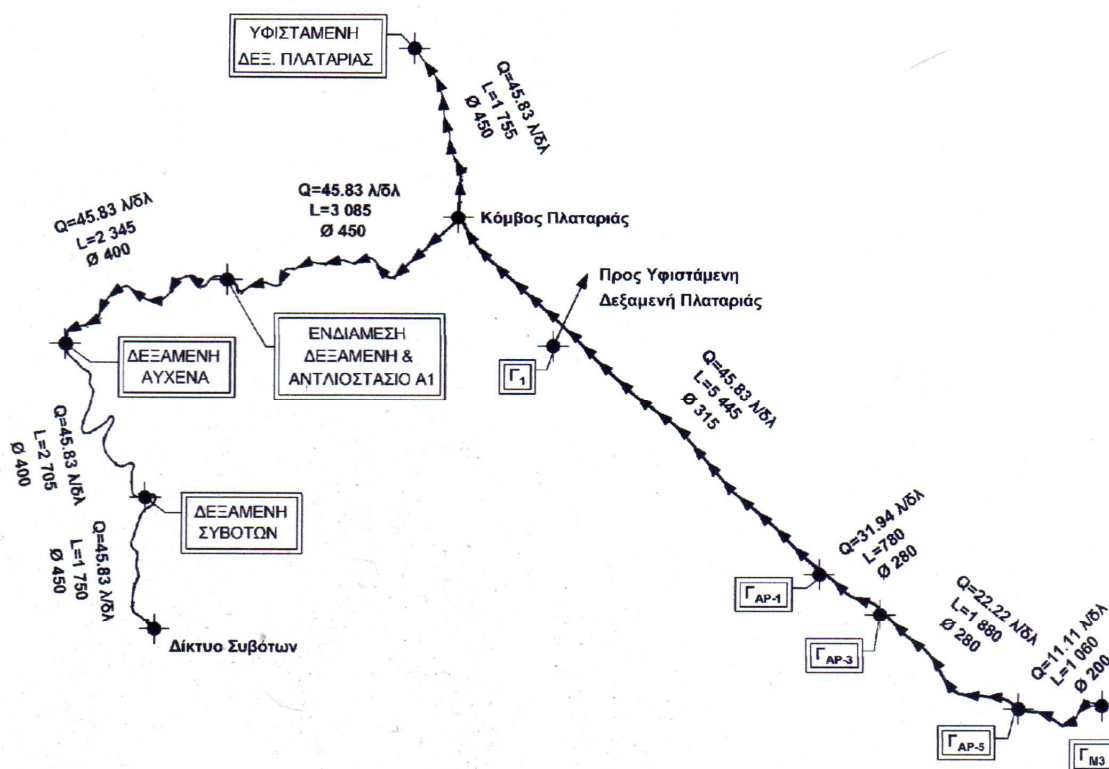 ΥΦΙΣΤΑΜΕΝΗ
ΔΕΞ. ΠΛΑΤΑΡΙΑΣ
Q=45.83 λ/δλ
L=1 755
Ø 450
Q=45.83 λ/δλ
L=3 085
Ø 450
Κόμβος Πλαταριάς
Q=45.83 λ/δλ
L=2 345
Ø 400
Προς Υφιστάμενη
Δεξαμενή Πλαταριάς
ΕΝΔΙΑΜΕΣΗ
ΔΕΞΑΜΕΝΗ &
ΑΝΤΛΙΟΣΤΑΣΙΟ Α1
ΔΕΞΑΜΕΝΗ
ΑΥΧΕΝΑ
Γ1
Q=45.83 λ/δλ
L=5 445
Ø 315
Q=45.83 λ/δλ
L=2 705
Ø 400
ΔΕΞΑΜΕΝΗ
ΣΥΒΟΤΩΝ
Q=45.83 λ/δλ
L=1 750
Ø 450
Δίκτυο Συβότων
Q=31.94 λ/δλ
L=780
Ø 280
ΓΑΡ-1
ΓΑΡ-3
Q=22.22 λ/δλ
L=1 880
Ø 280
Q=11.11 λ/δλ
L=1 060
Ø 200
ΓΑΡ-5
ΓΜ3